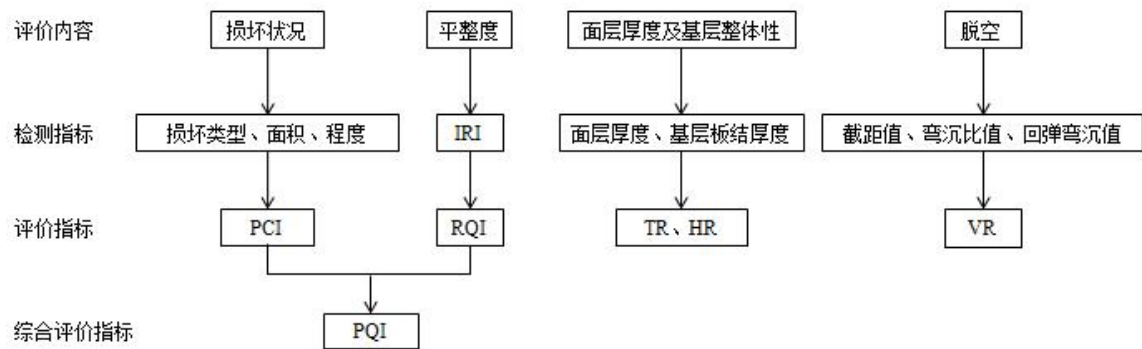 评价内容 损坏状况 平整度 面层厚度及基层整体性 脱空
检测指标 损坏类型、面积、程度 IRI 面层厚度、基层板结厚度 截距值、弯沉比值、回弹弯沉值
评价指标 PCI RQI TR、HR VR
综合评价指标 PQI